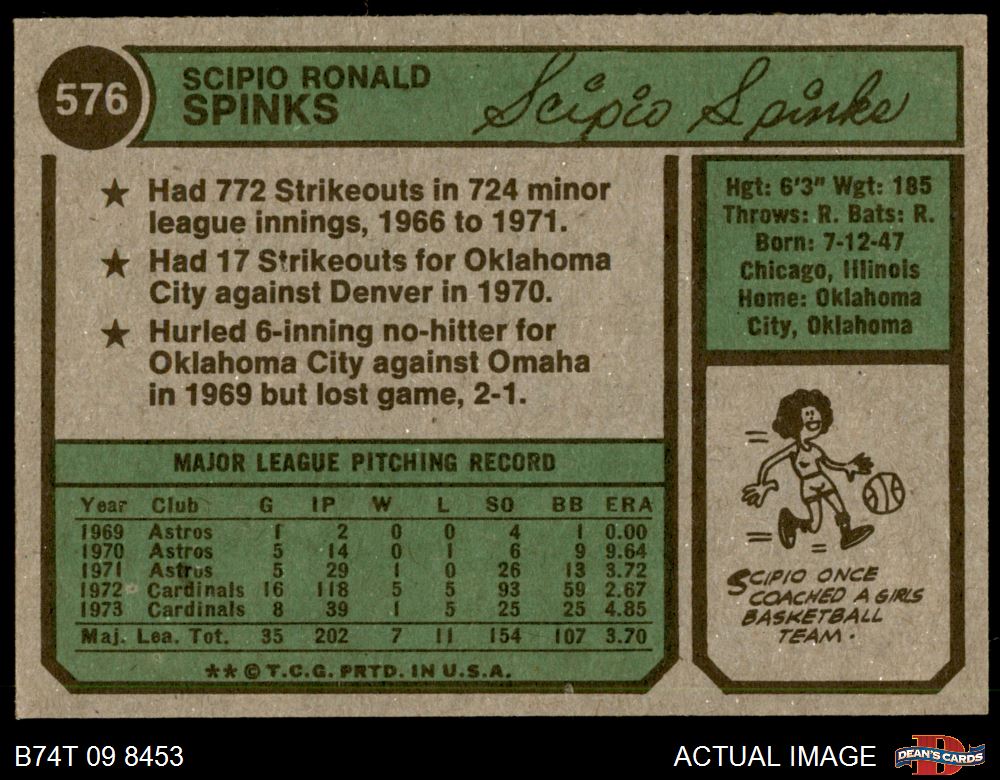 576
SCIPIO RONALD
SPINKS
Scipio Spinks
★ Had 772 Strikeouts in 724 minor
league innings, 1966 to 1971.
★ Had 17 Strikeouts for Oklahoma
City against Denver in 1970.
★ Hurled 6-inning no-hitter for
Oklahoma City against Omaha
in 1969 but lost game, 2-1.
Hgt: 6'3" Wgt: 185
Throws: R. Bats: R.
Born: 7-12-47
Chicago, Illinois
Home: Oklahoma
City, Oklahoma
MAJOR LEAGUE PITCHING RECORD
Year Club G IP W L SO BB ERA
1969 Astros 1 2 0 0 4 1 0.00
1970 Astros 5 14 0 1 6 9 9.64
1971 Astros 5 29 1 0 26 13 3.72
1972 Cardinals 16 118 5 5 93 59 2.67
1973 Cardinals 8 39 1 5 25 25 4.85
Maj. Lea. Tot. 35 202 7 11 154 107 3.70
** © T.C.G. PRTD. IN U.S.A.
SCIPIO ONCE
COACHED A GIRLS
BASKETBALL
TEAM.
B74T 09 8453
ACTUAL IMAGE
DEAN'S CARDS